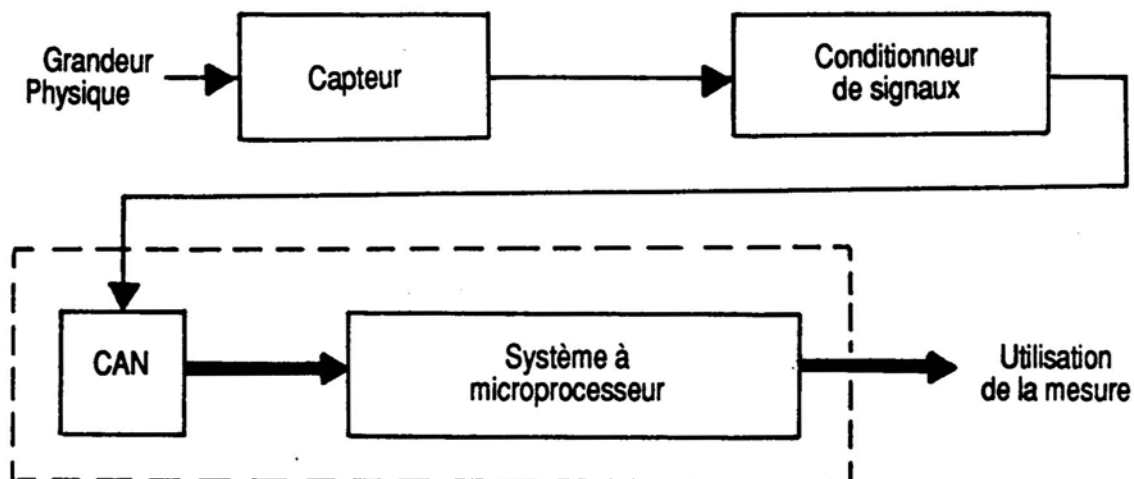 Grandeur
Physique
Capteur
Conditionneur
de signaux
CAN
Système à
microprocesseur
Utilisation
de la mesure